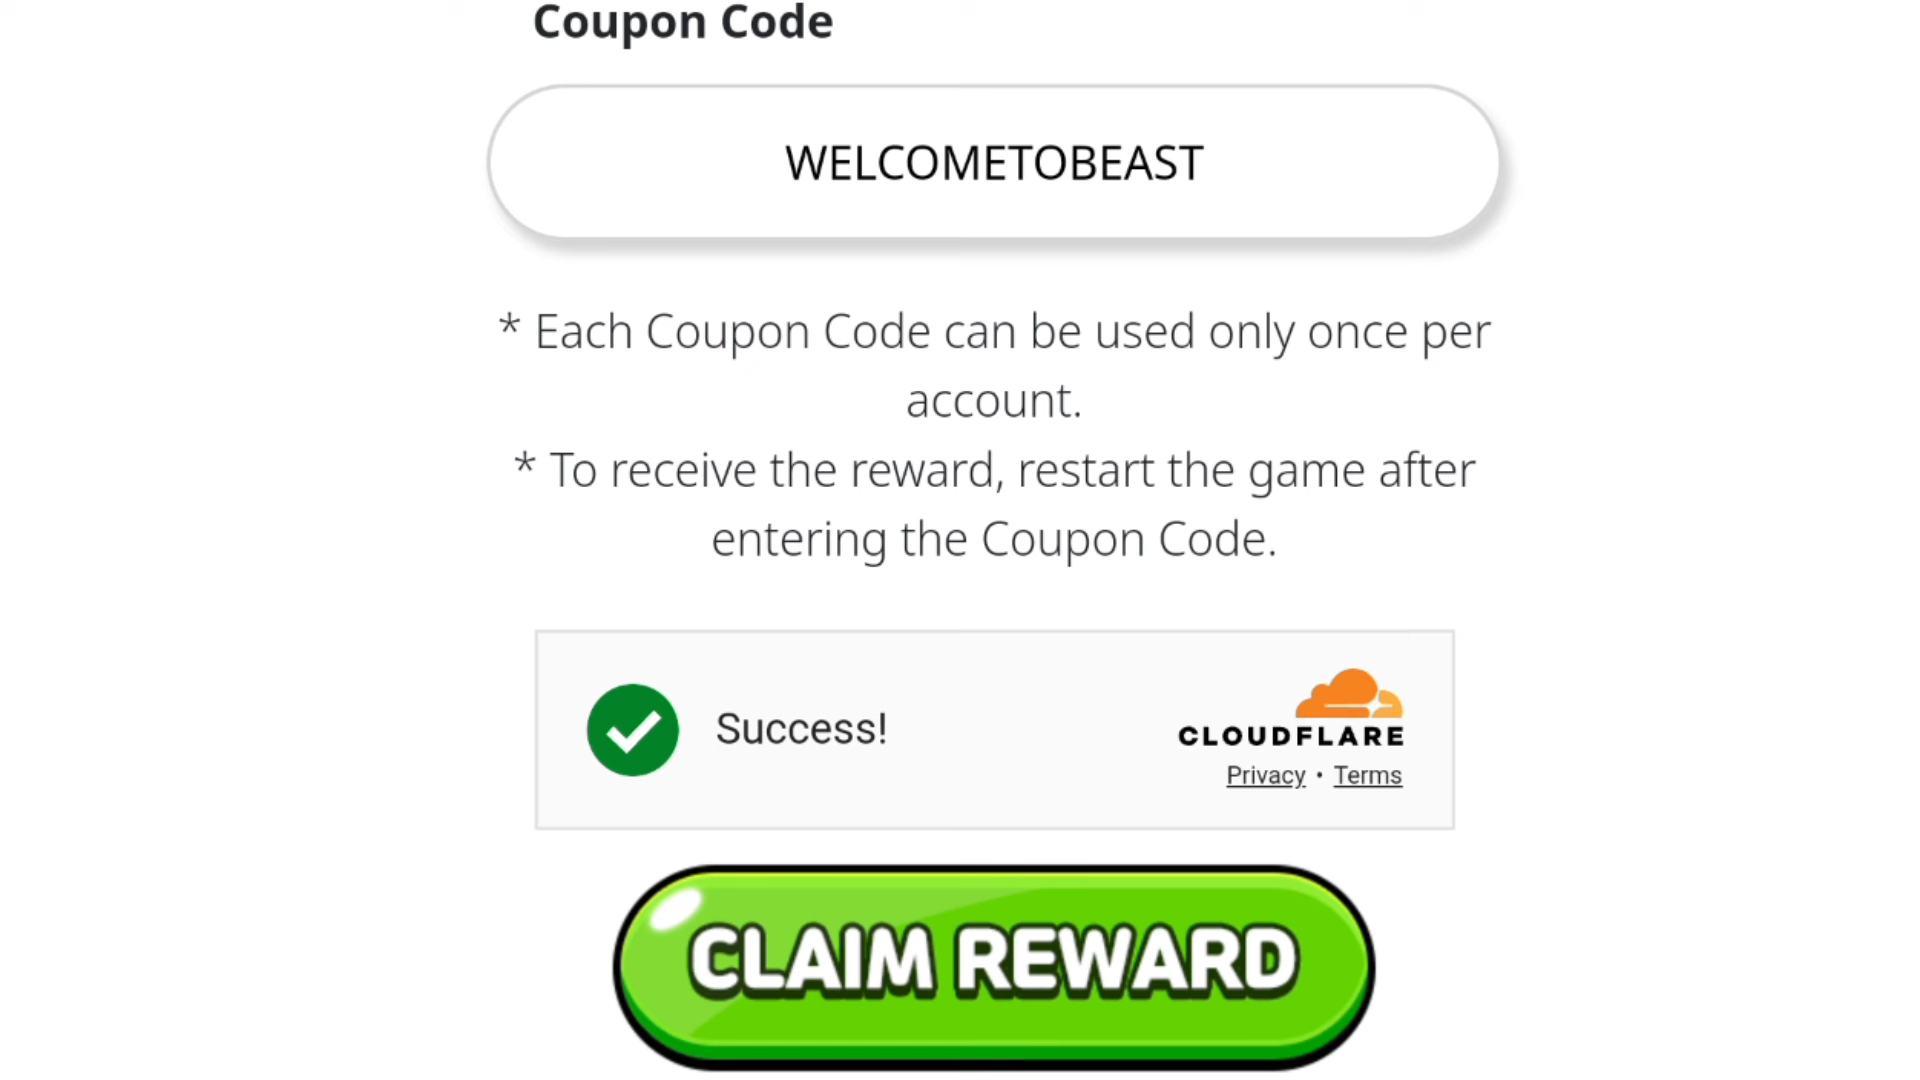 Coupon Code
WELCOMETOBEAST
* Each Coupon Code can be used only once per
account.
* To receive the reward, restart the game after
entering the Coupon Code.
Success!
CLOUDFLARE
Privacy • Terms
CLAIM REWARD